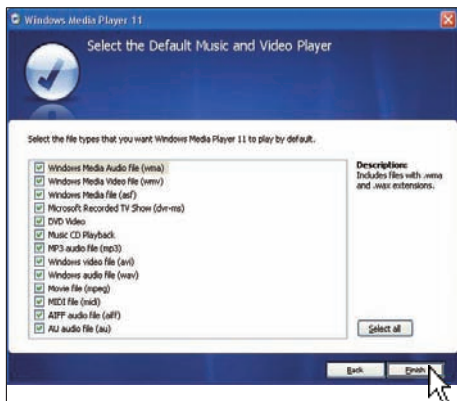 Windows Media Player 11
Select the Default Music and Video Player
Select the file types that you want Windows Media Player 11 to play by default.
Windows Media Audio file (wma)
Windows Media Video file (wmv)
Windows Media file (asf)
Microsoft Recorded TV Show (dvr-ms)
DVD Video
Music CD Playback
MP3 audio file (mp3)
Windows video file (avi)
Windows audio file (wav)
Movie file (mpeg)
MIDI file (midi)
AIFF audio file (aiff)
AU audio file (au)
Description:
Includes files with .wma
and .wax extensions.
Select all
Back
Finish